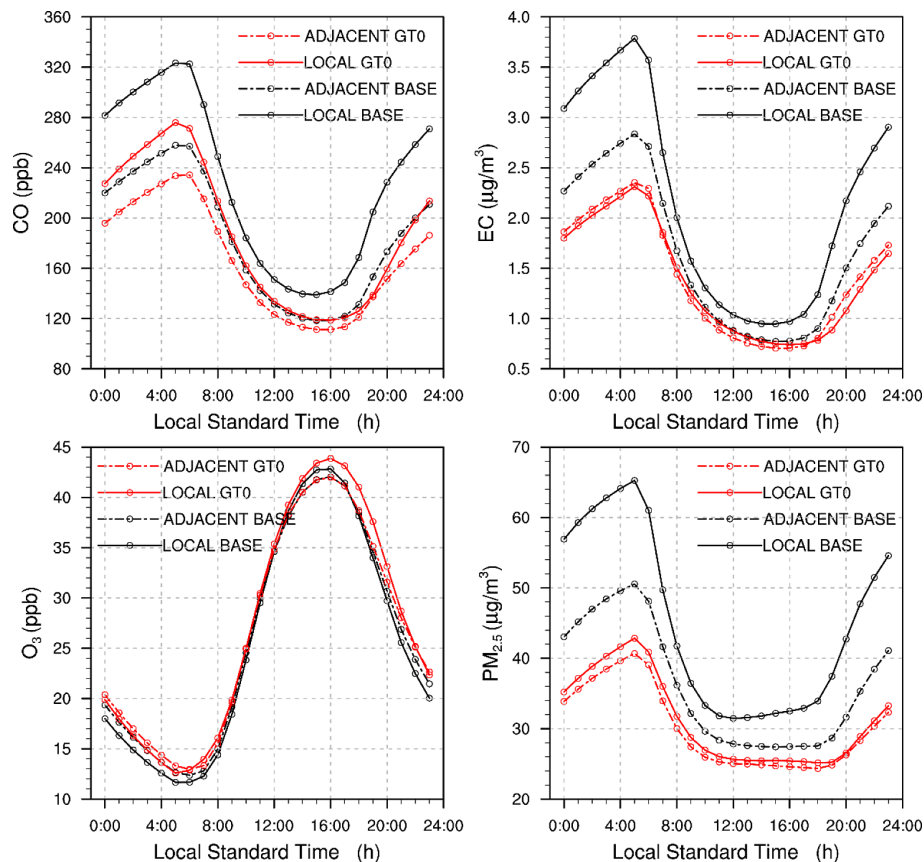 CO (ppb)
360
320
280
240
200
160
120
80
ADJACENT GT0
LOCAL GT0
ADJACENT BASE
LOCAL BASE
0:00 4:00 8:00 12:00 16:00 20:00 24:00
Local Standard Time (h)
EC (µg/m³)
4.0
3.5
3.0
2.5
2.0
1.5
1.0
0.5
ADJACENT GT0
LOCAL GT0
ADJACENT BASE
LOCAL BASE
0:00 4:00 8:00 12:00 16:00 20:00 24:00
Local Standard Time (h)
O₃ (ppb)
45
40
35
30
25
20
15
10
ADJACENT GT0
LOCAL GT0
ADJACENT BASE
LOCAL BASE
0:00 4:00 8:00 12:00 16:00 20:00 24:00
Local Standard Time (h)
PM₂.₅ (µg/m³)
70
60
50
40
30
20
ADJACENT GT0
LOCAL GT0
ADJACENT BASE
LOCAL BASE
0:00 4:00 8:00 12:00 16:00 20:00 24:00
Local Standard Time (h)